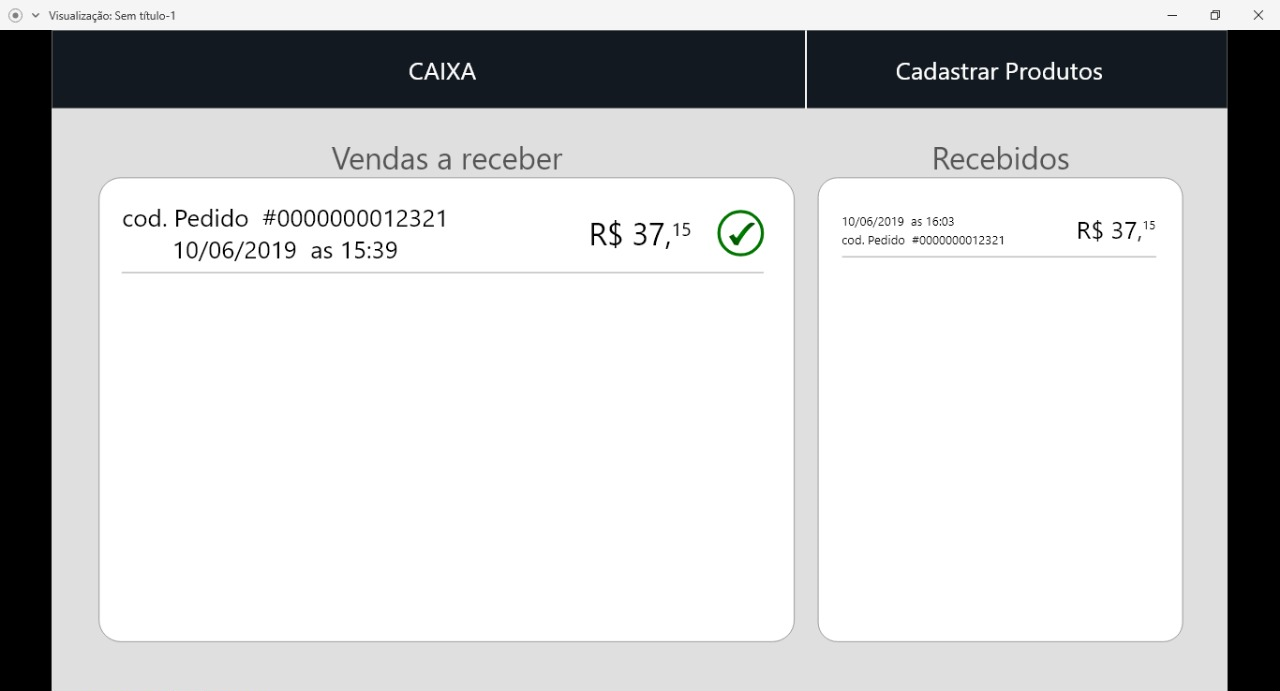 Visualização: Sem título-1
CAIXA
Cadastrar Produtos
Vendas a receber
cod. Pedido #0000000012321
10/06/2019 as 15:39
R$ 37,15
Recebidos
10/06/2019 as 16:03
cod. Pedido #0000000012321
R$ 37,15